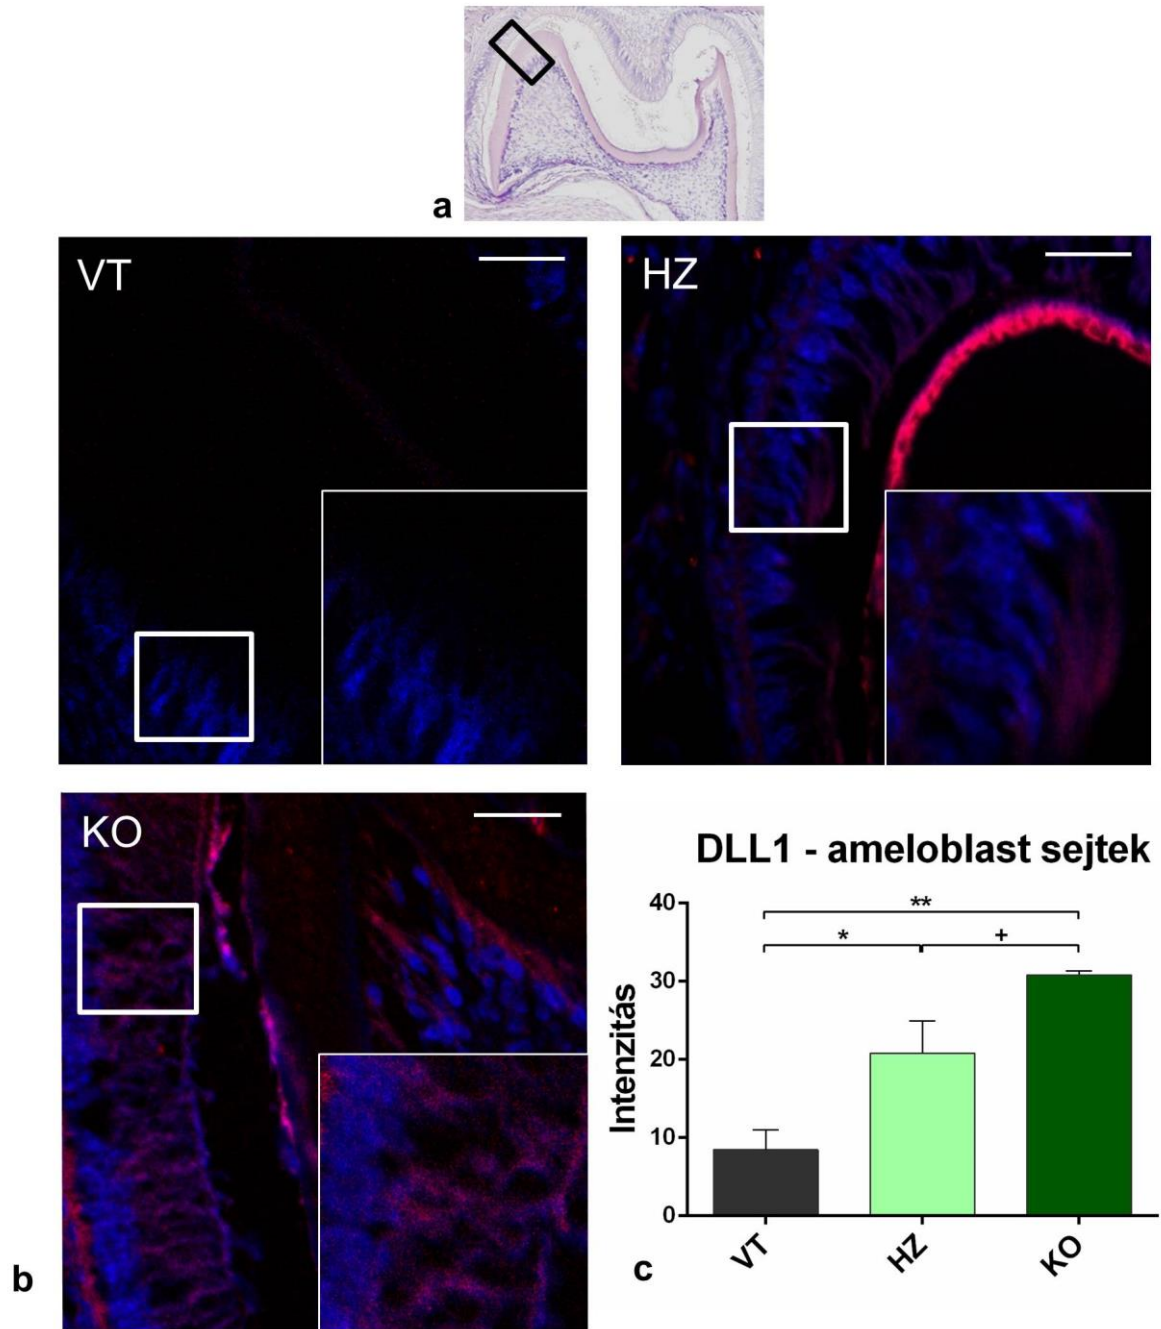 a
VT
HZ
KO
b
DLL1 - ameloblast sejtek
Intenzitás
40
30
20
10
0
**
*
+
VT
HZ
KO
c